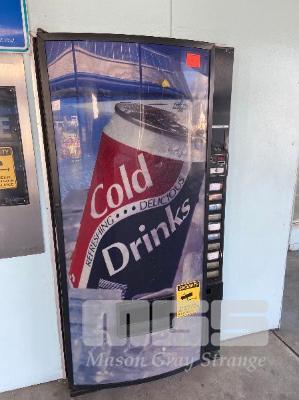 Cold
REFRESHING • • • • • DELICIOUS
Drinks
MGS
Mason Gray Strange